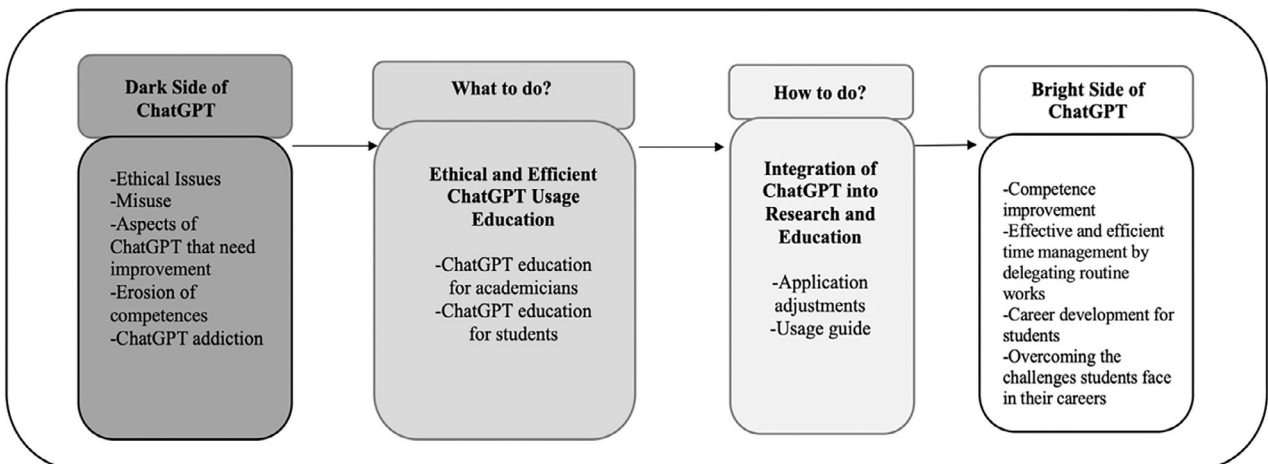 Dark Side of
ChatGPT
-Ethical Issues
-Misuse
-Aspects of
ChatGPT that need
improvement
-Erosion of
competences
-ChatGPT addiction
What to do?
Ethical and Efficient
ChatGPT Usage
Education
-ChatGPT education
for academicians
-ChatGPT education
for students
How to do?
Integration of
ChatGPT into
Research and
Education
-Application
adjustments
-Usage guide
Bright Side of
ChatGPT
-Competence
improvement
-Effective and efficient
time management by
delegating routine
works
-Career development for
students
-Overcoming the
challenges students face
in their careers